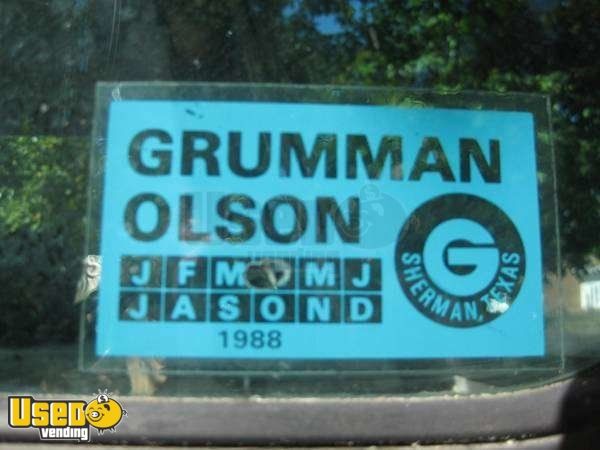 GRUMMAN
OLSON
J F M A M J
J A S O N D
1988
G
SHERMAN, TEXAS
USED
vending